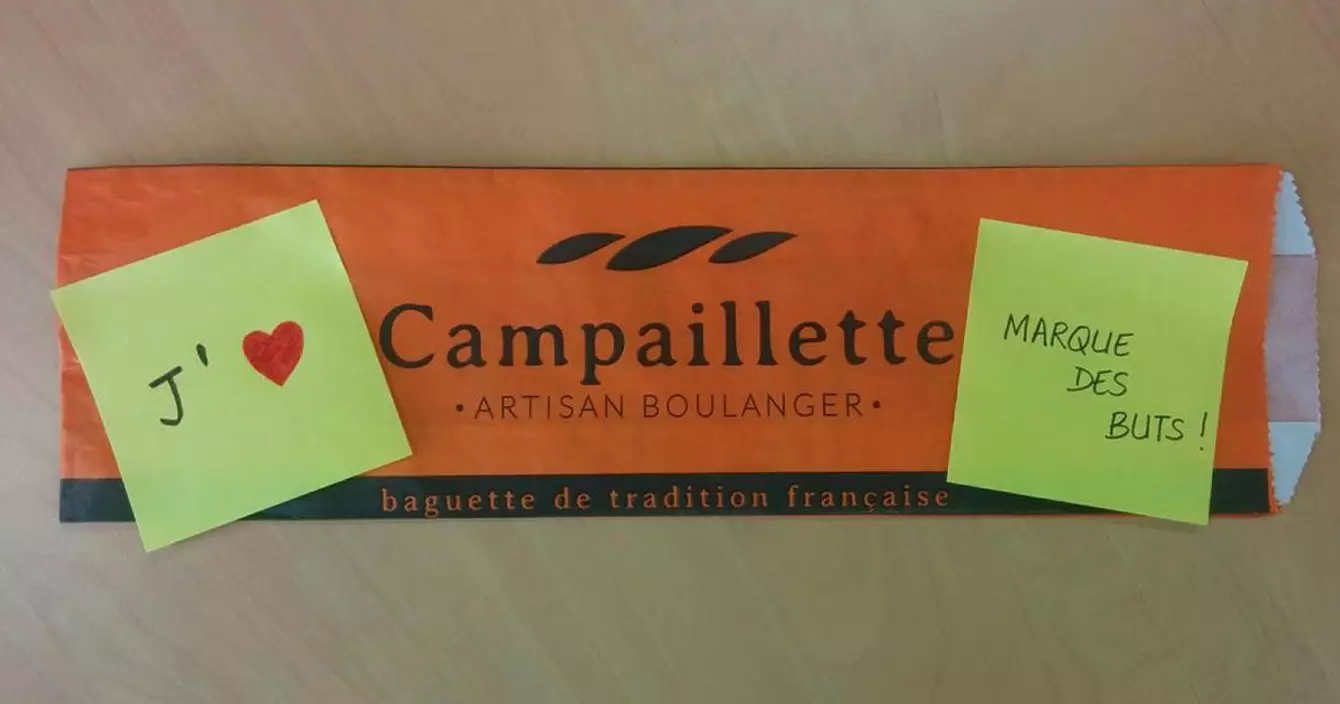 J' ❤
Campaillette
• ARTISAN BOULANGER •
baguette de tradition française
MARQUE
DES
BUTS !